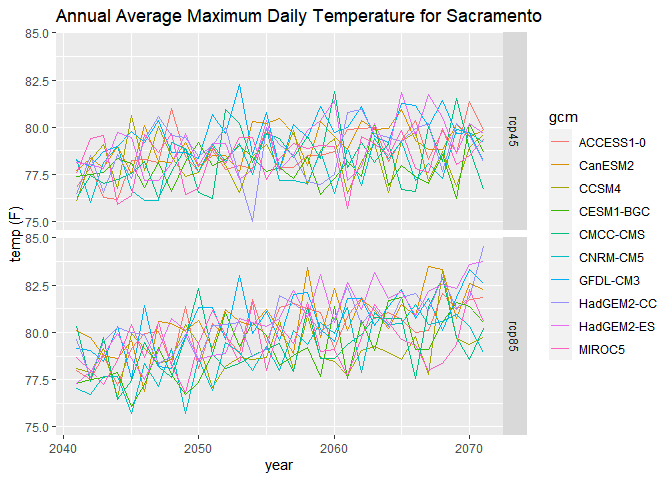 Annual Average Maximum Daily Temperature for Sacramento
85.0
82.5
80.0
77.5
75.0
rcp45
85.0
82.5
80.0
77.5
75.0
rcp85
temp (F)
2040
2050
2060
2070
year
gcm
ACCESS1-0
CanESM2
CCSM4
CESM1-BGC
CMCC-CMS
CNRM-CM5
GFDL-CM3
HadGEM2-CC
HadGEM2-ES
MIROC5